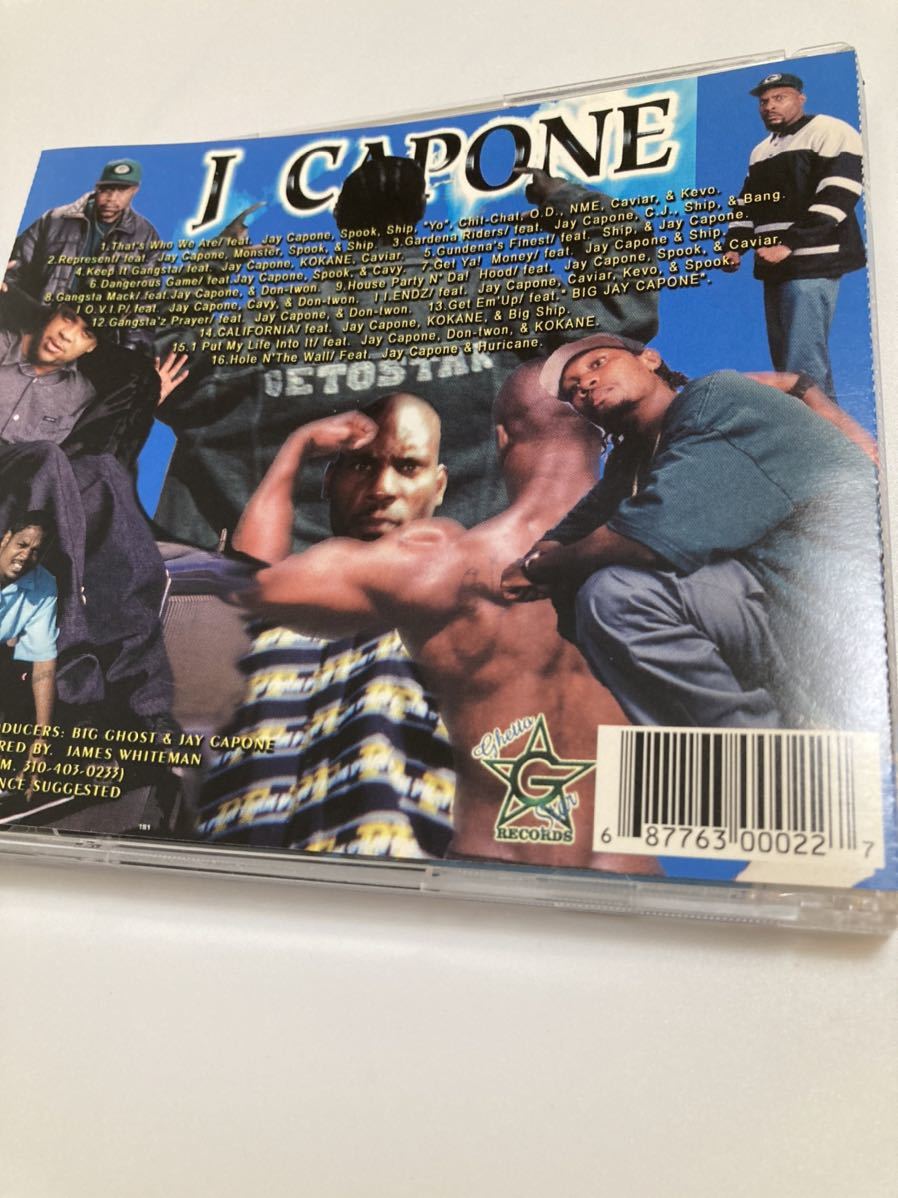 J CAPONE
1.That's Who We Are/ feat. Jay Capone, Spook, Ship, "Yo", Chit-Chat, O.D., NME, Caviar, & Kevo.
2.Represent/ feat. Jay Capone, Monster, Spook, & Ship. 3.Gardena Riders/ feat. Jay Capone, C.J., Ship, & Bang.
4.Keep It Gangsta/ feat. Jay Capone, KOKANE, Caviar. 5.Gundena's Finest/ feat. Ship, & Jay Capone.
6.Dangerous Game/ feat.Jay Capone, Spook, & Cavy. 7.Get Ya! Money/ feat. Jay Capone & Ship.
8.Gangsta Mack/ feat.Jay Capone, & Don-twon. 9.House Party N' Da! Hood/ feat. Jay Capone, Spook, & Caviar.
1 O.V.I P/ feat. Jay Capone, Cavy, & Don-twon. I I.ENDZ/ feat. Jay Capone, Caviar, Kevo, & Spook.
12.Gangsta'z Prayer/ feat. Jay Capone, & Don-twon. 13.Get Em'Up/ feat." BIG JAY CAPONE".
14.CALIFORNIA/ feat. Jay Capone, KOKANE, & Big Ship.
15.1 Put My Life Into It/ feat. Jay Capone, Don-twon, & KOKANE.
16.Hole N'The Wall/ Feat. Jay Capone & Huricane.
GETOSTAR
ODUCERS: BIG GHOST & JAY CAPONE
RED BY. JAMES WHITEMAN
M. 310-403-0233)
NCE SUGGESTED
TB1
Ghetto
G
Star
RECORDS
6 87763 00022 7